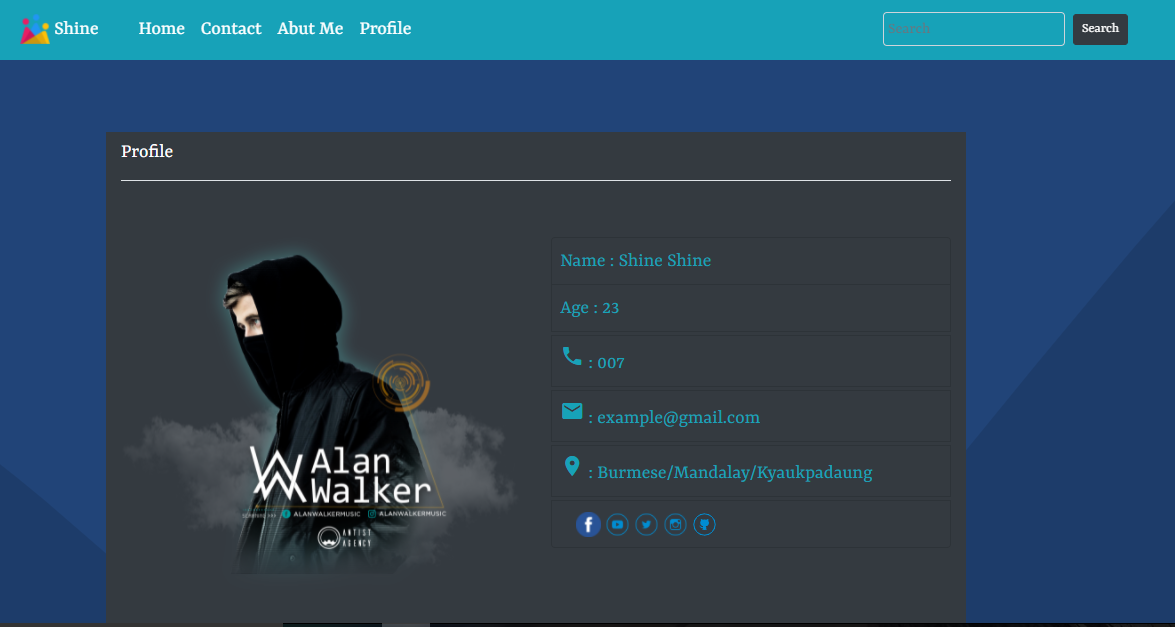 Shine
Home Contact Abut Me Profile
Search
Search
Profile
Name : Shine Shine
Age : 23
: 007
: example@gmail.com
: Burmese/Mandalay/Kyaukpadaung
Alan
Walker
ALANWALKERMUSIC ALANWALKERMUSIC
ARTIST
AGENCY